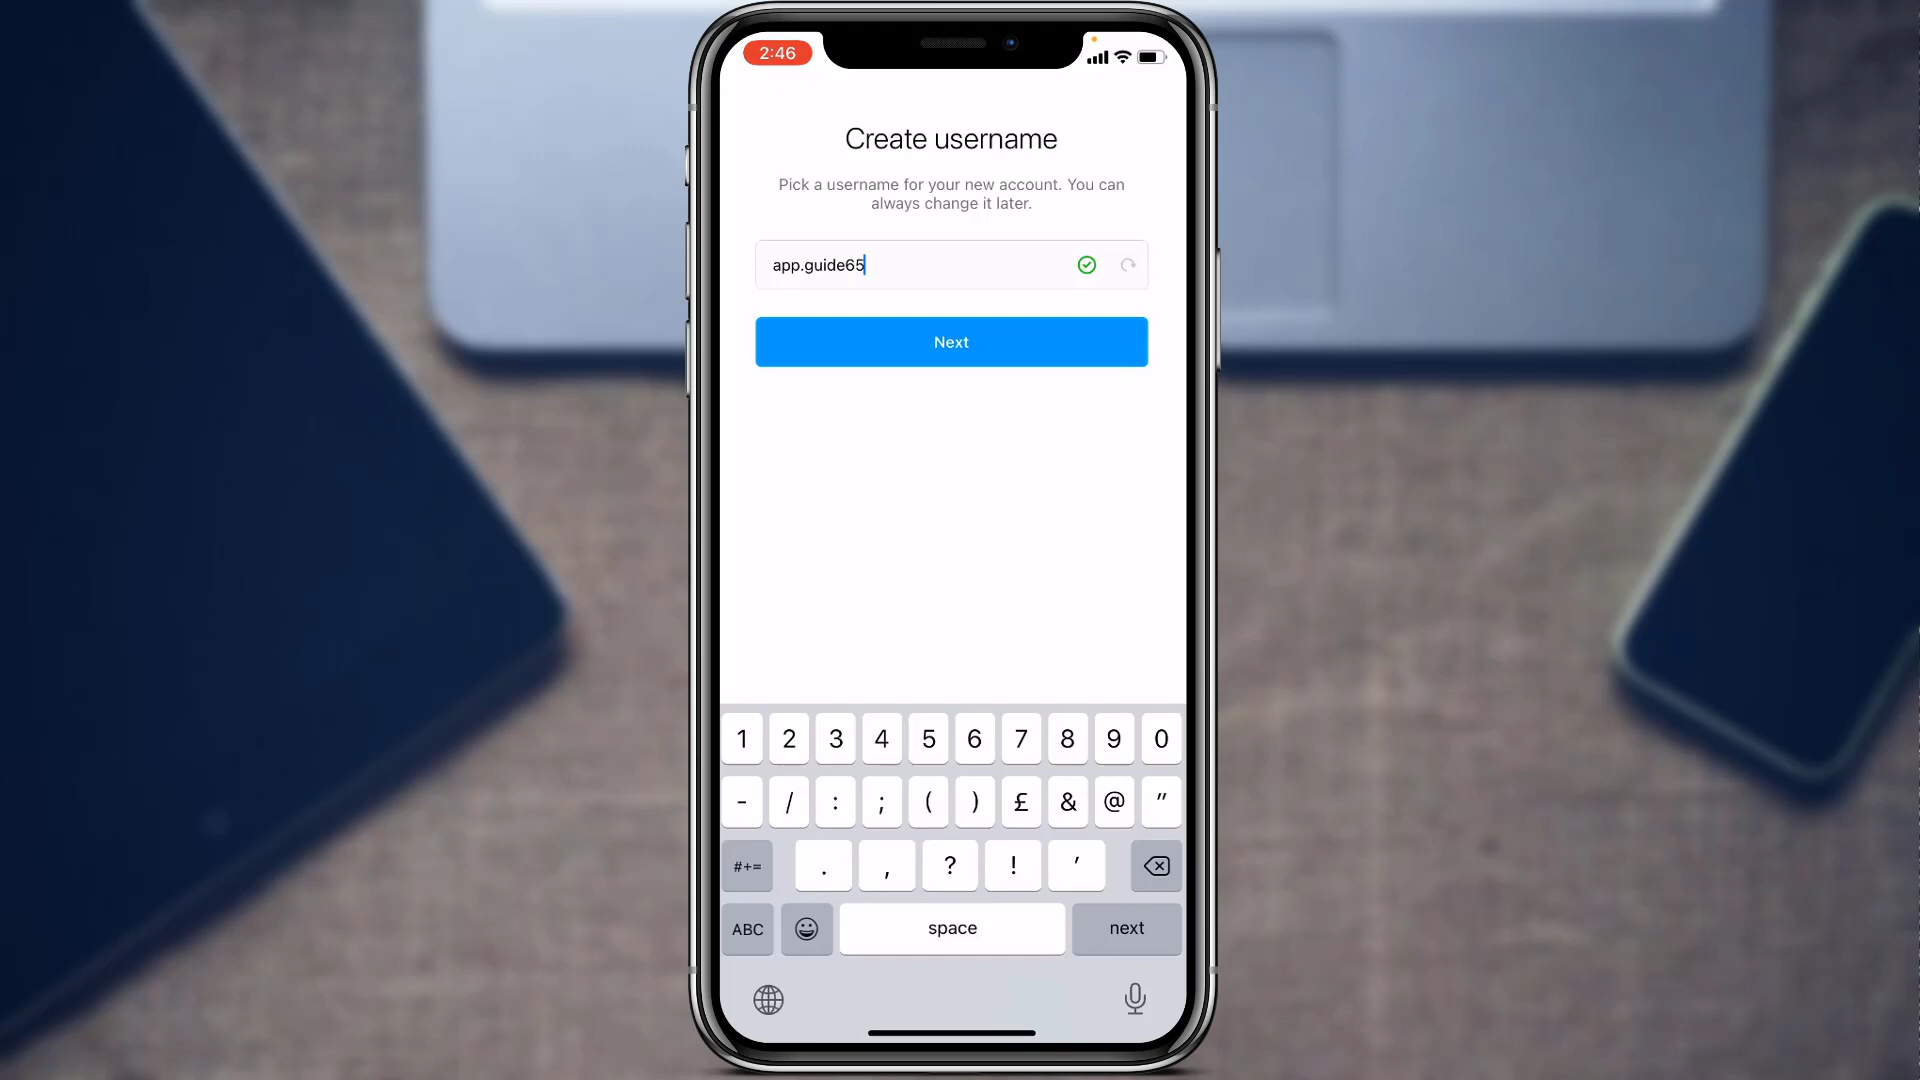 2:46
Create username
Pick a username for your new account. You can
always change it later.
app.guide65
Next
1 2 3 4 5 6 7 8 9 0
- / : ; ( ) £ & @ "
#+= . , ? ! '
ABC space next